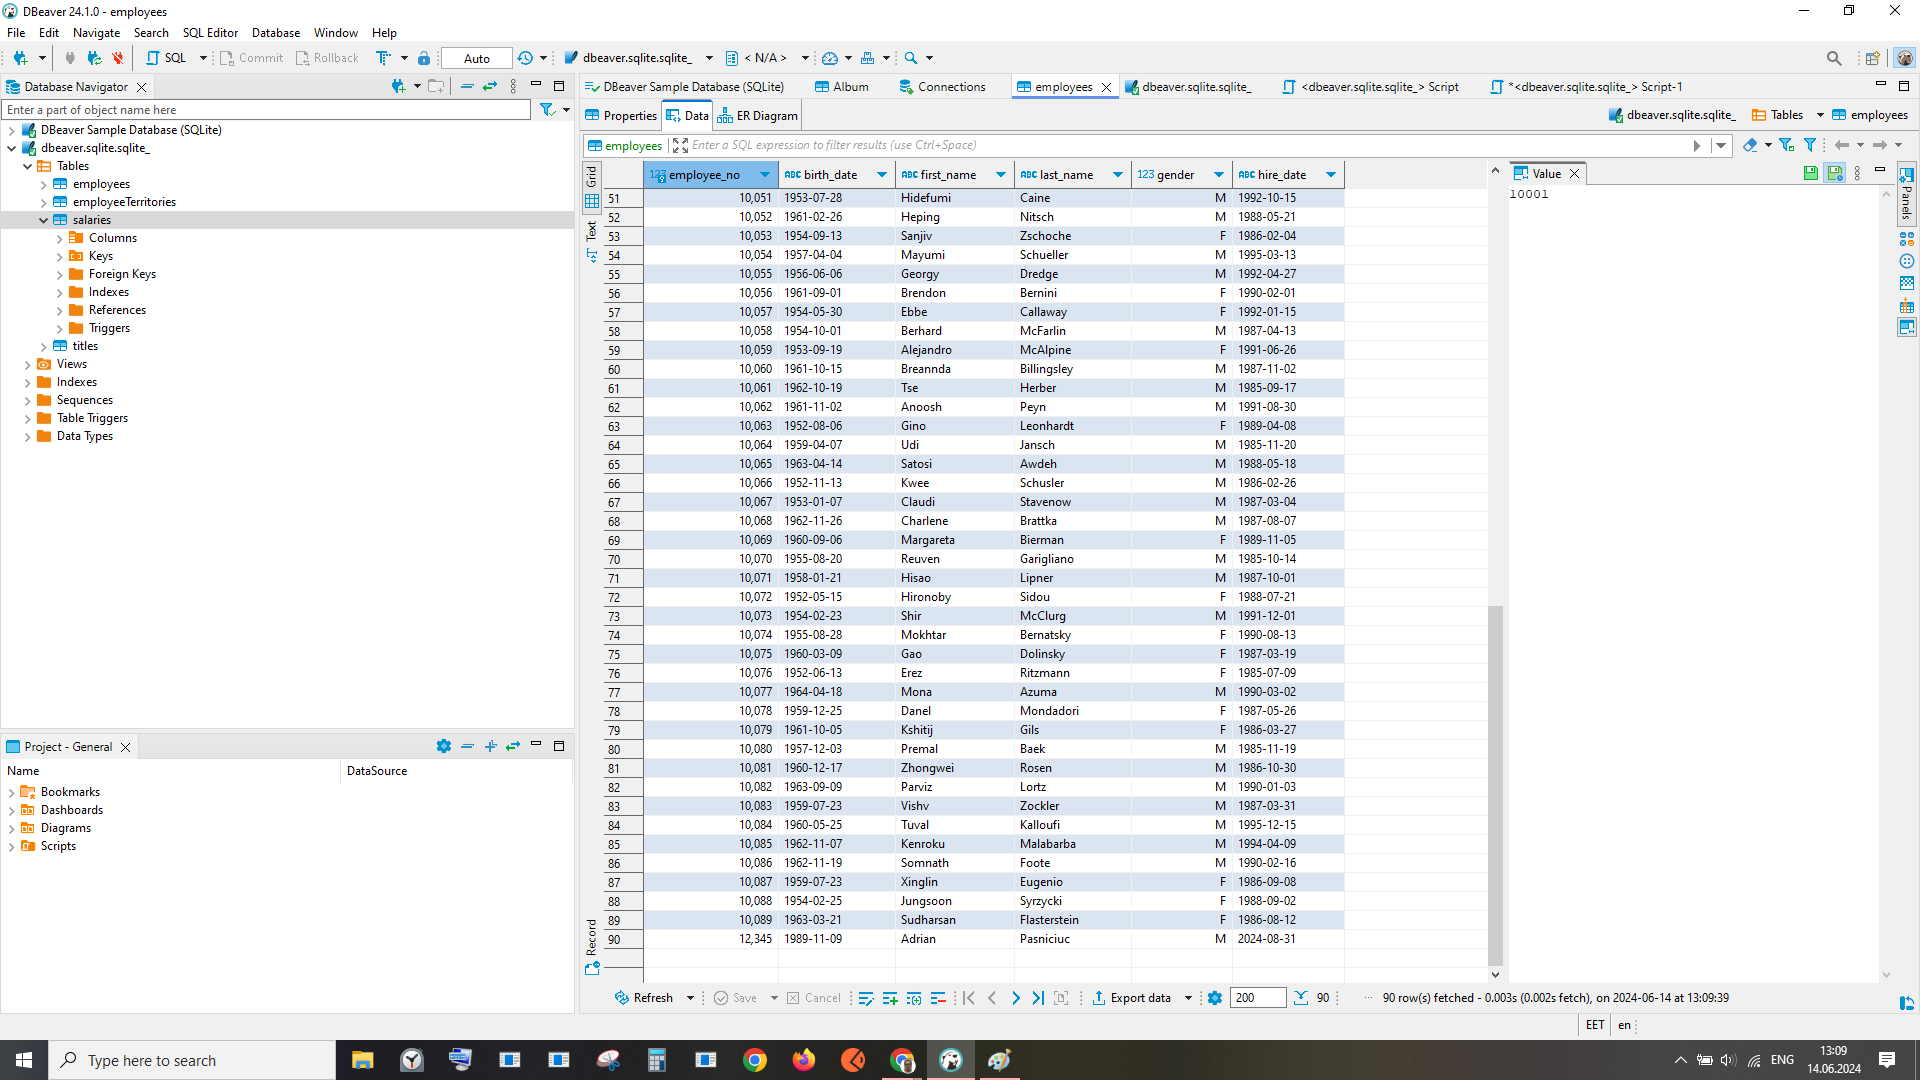 DBeaver 24.1.0 - employees
File Edit Navigate Search SQL Editor Database Window Help
SQL Commit Rollback Auto dbeaver.sqlite.sqlite_ < N/A >
Database Navigator
Enter a part of object name here
DBeaver Sample Database (SQLite)
dbeaver.sqlite.sqlite_
Tables
employees
employeeTerritories
salaries
Columns
Keys
Foreign Keys
Indexes
References
Triggers
titles
Views
Indexes
Sequences
Table Triggers
Data Types
Project - General
Name DataSource
Bookmarks
Dashboards
Diagrams
Scripts
DBeaver Sample Database (SQLite) Album Connections employees dbeaver.sqlite.sqlite_ <dbeaver.sqlite.sqlite_> Script *<dbeaver.sqlite.sqlite_> Script-1
Properties Data ER Diagram dbeaver.sqlite.sqlite_ Tables employees
employees Enter a SQL expression to filter results (use Ctrl+Space)
Grid
Text
Record
123 employee_no ABC birth_date ABC first_name ABC last_name 123 gender ABC hire_date
51 10,051 1953-07-28 Hidefumi Caine M 1992-10-15
52 10,052 1961-02-26 Heping Nitsch M 1988-05-21
53 10,053 1954-09-13 Sanjiv Zschoche F 1986-02-04
54 10,054 1957-04-04 Mayumi Schueller M 1995-03-13
55 10,055 1956-06-06 Georgy Dredge M 1992-04-27
56 10,056 1961-09-01 Brendon Bernini F 1990-02-01
57 10,057 1954-05-30 Ebbe Callaway F 1992-01-15
58 10,058 1954-10-01 Berhard McFarlin M 1987-04-13
59 10,059 1953-09-19 Alejandro McAlpine F 1991-06-26
60 10,060 1961-10-15 Breannda Billingsley M 1987-11-02
61 10,061 1962-10-19 Tse Herber M 1985-09-17
62 10,062 1961-11-02 Anoosh Peyn M 1991-08-30
63 10,063 1952-08-06 Gino Leonhardt F 1989-04-08
64 10,064 1959-04-07 Udi Jansch M 1985-11-20
65 10,065 1963-04-14 Satosi Awdeh M 1988-05-18
66 10,066 1952-11-13 Kwee Schusler M 1986-02-26
67 10,067 1953-01-07 Claudi Stavenow M 1987-03-04
68 10,068 1962-11-26 Charlene Brattka M 1987-08-07
69 10,069 1960-09-06 Margareta Bierman F 1989-11-05
70 10,070 1955-08-20 Reuven Garigliano M 1985-10-14
71 10,071 1958-01-21 Hisao Lipner M 1987-10-01
72 10,072 1952-05-15 Hironoby Sidou F 1988-07-21
73 10,073 1954-02-23 Shir McClurg M 1991-12-01
74 10,074 1955-08-28 Mokhtar Bernatsky F 1990-08-13
75 10,075 1960-03-09 Gao Dolinsky F 1987-03-19
76 10,076 1952-06-13 Erez Ritzmann F 1985-07-09
77 10,077 1964-04-18 Mona Azuma M 1990-03-02
78 10,078 1959-12-25 Danel Mondadori F 1987-05-26
79 10,079 1961-10-05 Kshitij Gils F 1986-03-27
80 10,080 1957-12-03 Premal Baek M 1985-11-19
81 10,081 1960-12-17 Zhongwei Rosen M 1986-10-30
82 10,082 1963-09-09 Parviz Lortz M 1990-01-03
83 10,083 1959-07-23 Vishv Zockler M 1987-03-31
84 10,084 1960-05-25 Tuval Kalloufi M 1995-12-15
85 10,085 1962-11-07 Kenroku Malabarba M 1994-04-09
86 10,086 1962-11-19 Somnath Foote M 1990-02-16
87 10,087 1959-07-23 Xinglin Eugenio F 1986-09-08
88 10,088 1954-02-25 Jungsoon Syrzycki F 1988-09-02
89 10,089 1963-03-21 Sudharsan Flasterstein F 1986-08-12
90 12,345 1989-11-09 Adrian Pasniciuc M 2024-08-31
Value
10001
Panels
Refresh Save Cancel Export data 200 90 90 row(s) fetched - 0.003s (0.002s fetch), on 2024-06-14 at 13:09:39
EET en
Type here to search
ENG 13:09
14.06.2024